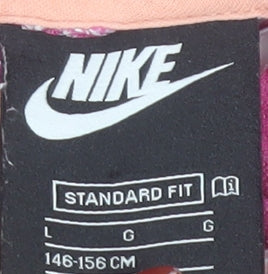 NIKE
STANDARD FIT
L G G
146-156 CM